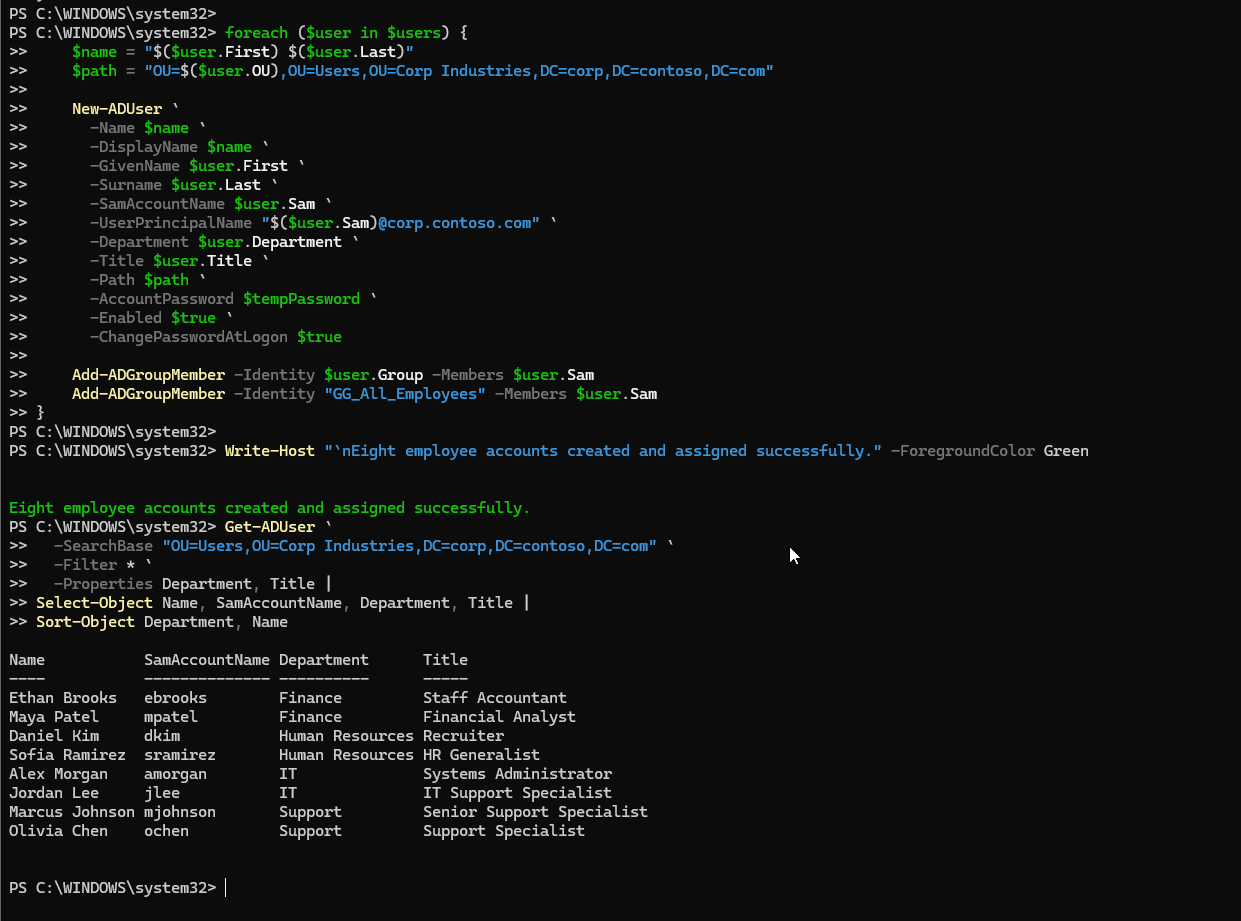 PS C:\WINDOWS\system32>
PS C:\WINDOWS\system32> foreach ($user in $users) {
>>     $name = "$($user.First) $($user.Last)"
>>     $path = "OU=$($user.OU),OU=Users,OU=Corp Industries,DC=corp,DC=contoso,DC=com"
>>
>>     New-ADUser `
>>       -Name $name `
>>       -DisplayName $name `
>>       -GivenName $user.First `
>>       -Surname $user.Last `
>>       -SamAccountName $user.Sam `
>>       -UserPrincipalName "$($user.Sam)@corp.contoso.com" `
>>       -Department $user.Department `
>>       -Title $user.Title `
>>       -Path $path `
>>       -AccountPassword $tempPassword `
>>       -Enabled $true `
>>       -ChangePasswordAtLogon $true
>>
>>     Add-ADGroupMember -Identity $user.Group -Members $user.Sam
>>     Add-ADGroupMember -Identity "GG_All_Employees" -Members $user.Sam
>> }
PS C:\WINDOWS\system32>
PS C:\WINDOWS\system32> Write-Host "`nEight employee accounts created and assigned successfully." -ForegroundColor Green
Eight employee accounts created and assigned successfully.
PS C:\WINDOWS\system32> Get-ADUser `
>>   -SearchBase "OU=Users,OU=Corp Industries,DC=corp,DC=contoso,DC=com" `
>>   -Filter * `
>>   -Properties Department, Title |
>> Select-Object Name, SamAccountName, Department, Title |
>> Sort-Object Department, Name
Name           SamAccountName Department      Title
----           -------------- ----------      -----
Ethan Brooks   ebrooks        Finance         Staff Accountant
Maya Patel     mpatel         Finance         Financial Analyst
Daniel Kim     dkim           Human Resources Recruiter
Sofia Ramirez  sramirez       Human Resources HR Generalist
Alex Morgan    amorgan        IT              Systems Administrator
Jordan Lee     jlee           IT              IT Support Specialist
Marcus Johnson mjohnson       Support         Senior Support Specialist
Olivia Chen    ochen          Support         Support Specialist
PS C:\WINDOWS\system32>